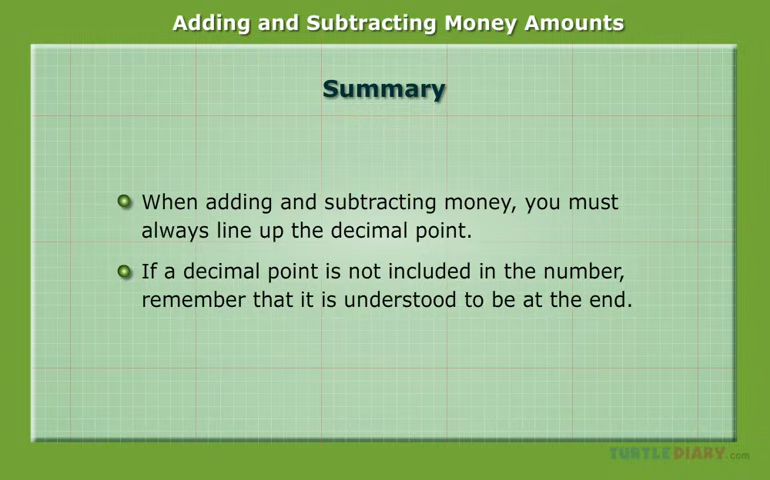 Adding and Subtracting Money Amounts
Summary
When adding and subtracting money, you must
always line up the decimal point.
If a decimal point is not included in the number,
remember that it is understood to be at the end.
TURTLEDIARY.com